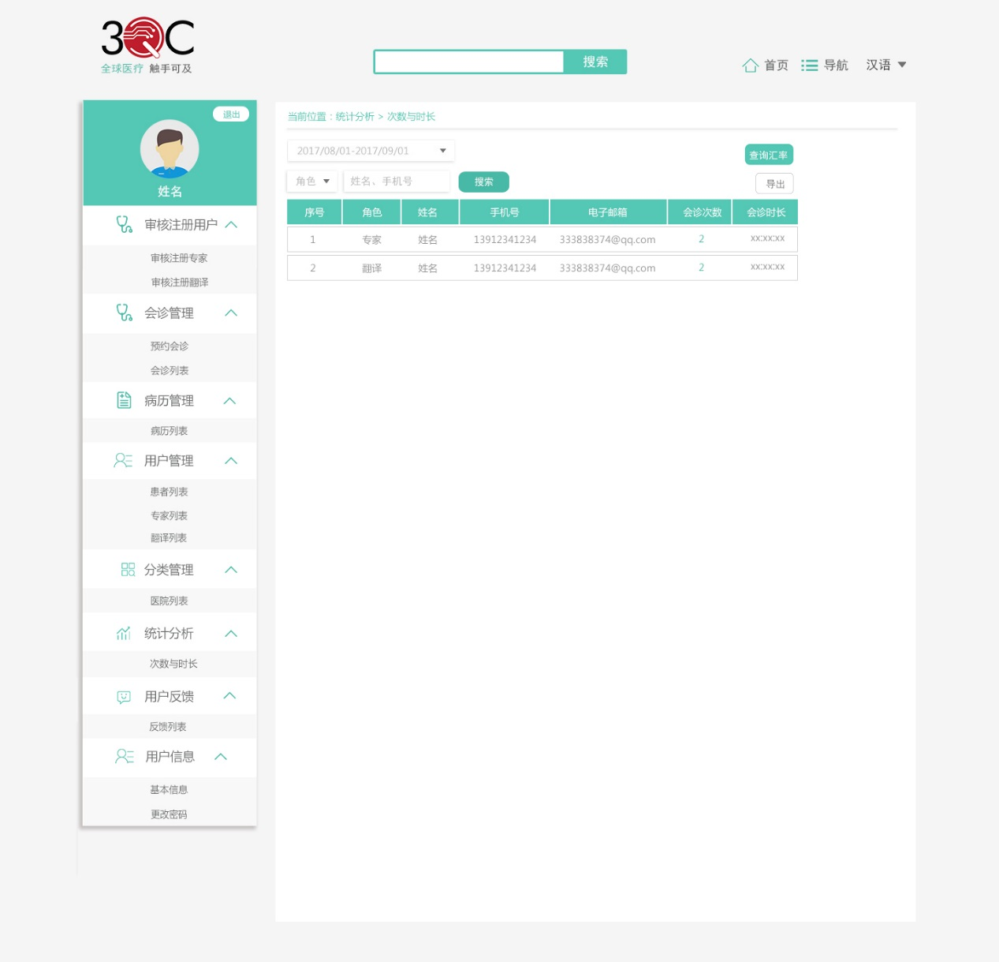 3QC
全球医疗 触手可及
搜索
首页 导航 汉语
退出
姓名
审核注册用户
审核注册专家
审核注册翻译
会诊管理
预约会诊
会诊列表
病历管理
病历列表
用户管理
患者列表
专家列表
翻译列表
分类管理
医院列表
统计分析
次数与时长
用户反馈
反馈列表
用户信息
基本信息
更改密码
当前位置：统计分析 > 次数与时长
2017/08/01-2017/09/01
查询汇率
角色 姓名、手机号 搜索 导出
序号 角色 姓名 手机号 电子邮箱 会诊次数 会诊时长
1 专家 姓名 13912341234 333838374@qq.com 2 xx:xx:xx
2 翻译 姓名 13912341234 333838374@qq.com 2 xx:xx:xx